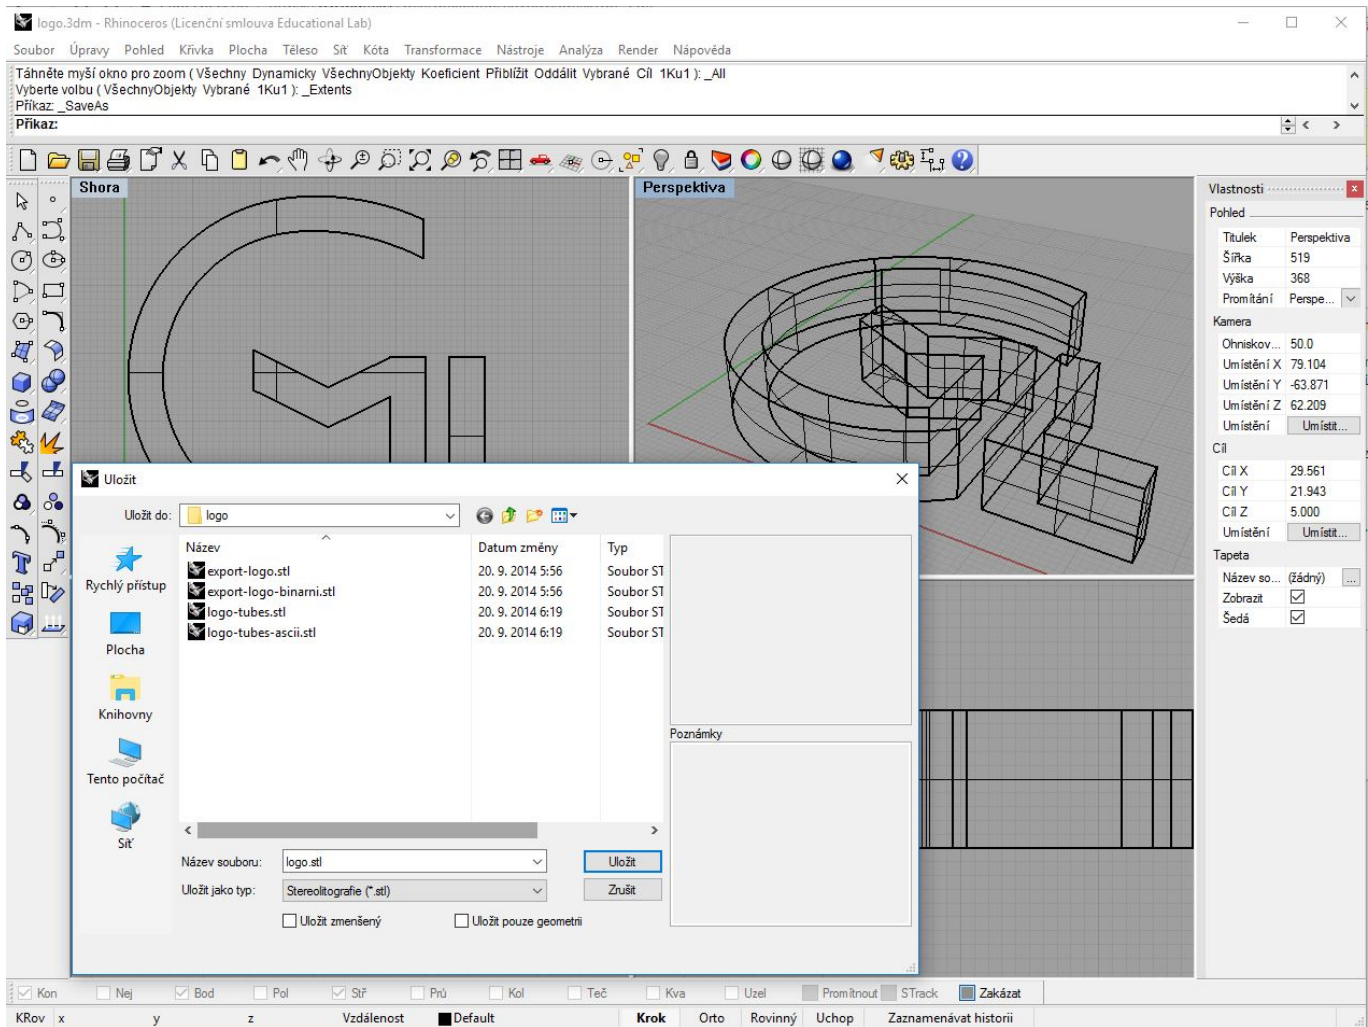 logo.3dm - Rhinoceros (Licenční smlouva Educational Lab)
Soubor Úpravy Pohled Křivka Plocha Těleso Síť Kóta Transformace Nástroje Analýza Render Nápověda
Táhněte myší okno pro zoom ( Všechny Dynamicky VšechnyObjekty Koeficient Přiblížit Oddálit Vybrané Cíl 1Ku1 ): _All
Vyberte volbu ( VšechnyObjekty Vybrané 1Ku1 ): _Extents
Příkaz: _SaveAs
Příkaz:
Shora
Perspektiva
Vlastnosti
Pohled
Titulek Perspektiva
Šířka 519
Výška 368
Promítání Perspe...
Kamera
Ohniskov... 50.0
Umístění X 79.104
Umístění Y -63.871
Umístění Z 62.209
Umístění Umístit...
Cíl
Cíl X 29.561
Cíl Y 21.943
Cíl Z 5.000
Umístění Umístit...
Tapeta
Název so... (žádný) ...
Zobrazit
Šedá
Uložit
Uložit do: logo
Název Datum změny Typ
export-logo.stl 20. 9. 2014 5:56 Soubor ST
export-logo-binarni.stl 20. 9. 2014 5:56 Soubor ST
logo-tubes.stl 20. 9. 2014 6:19 Soubor ST
logo-tubes-ascii.stl 20. 9. 2014 6:19 Soubor ST
Rychlý přístup
Plocha
Knihovny
Tento počítač
Síť
Poznámky
Název souboru: logo.stl Uložit
Uložit jako typ: Stereolitografie (*.stl) Zrušit
Uložit zmenšený Uložit pouze geometrii
Kon Nej Bod Pol Stř Prů Kol Teč Kva Uzel Promítnout STrack Zakázat
KRov x y z Vzdálenost Default Krok Orto Rovinný Uchop Zaznamenávat historii